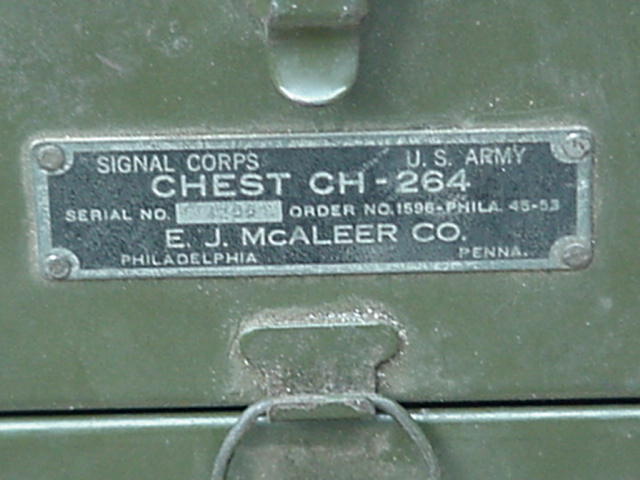 SIGNAL CORPS U. S. ARMY
CHEST CH-264
SERIAL NO. ORDER NO. 1596-PHILA. 45-53
E. J. McALEER CO.
PHILADELPHIA PENNA.